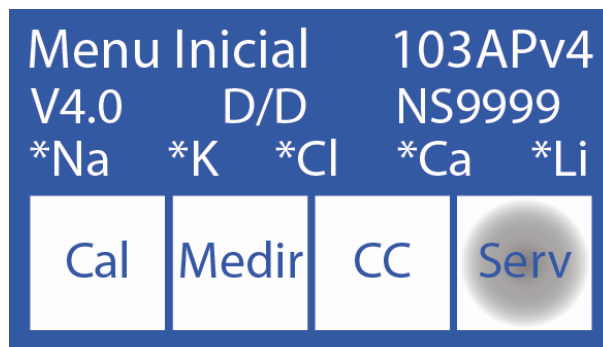 Menu Inicial 103APv4
V4.0 D/D NS9999
*Na *K *Cl *Ca *Li
Cal Medir CC Serv